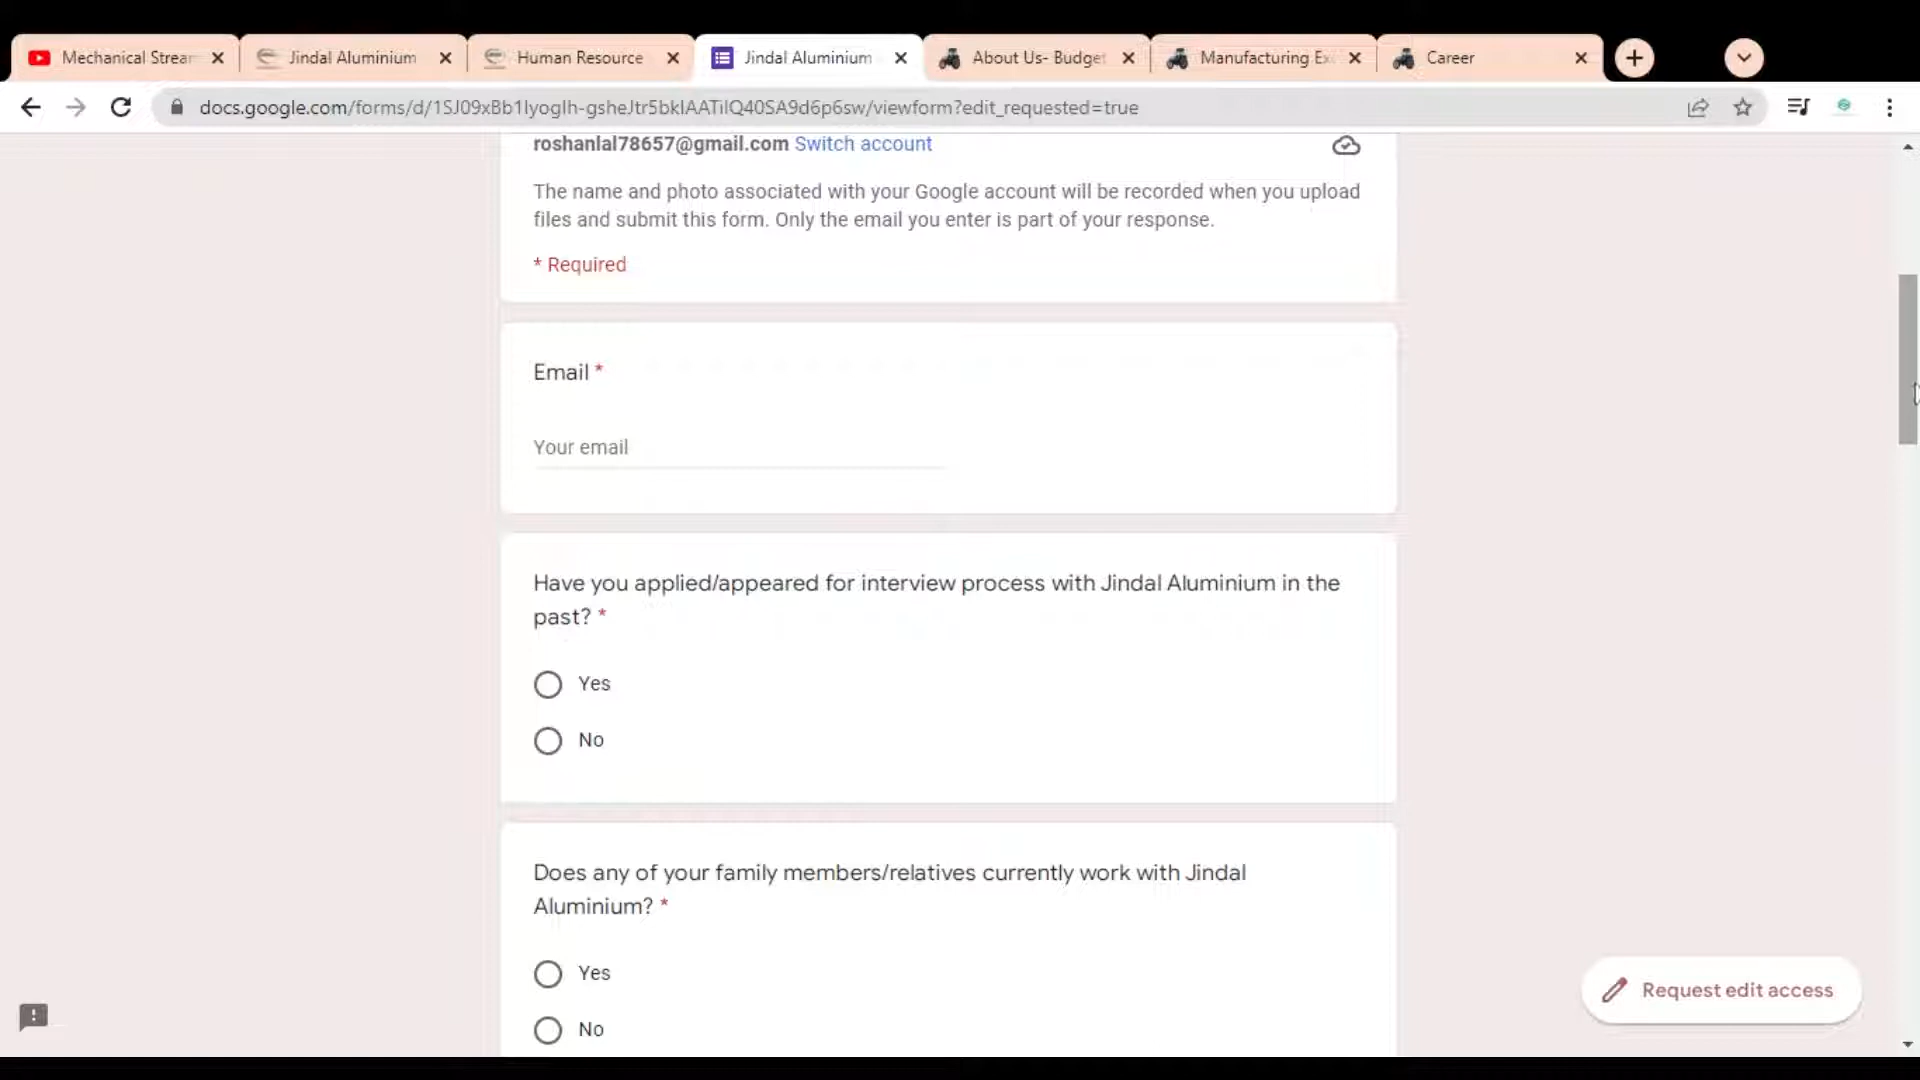 Mechanical Strea
Jindal Aluminium
Human Resource
Jindal Aluminium
About Us- Budget
Manufacturing Ex
Career
docs.google.com/forms/d/1SJ09xBb1lyoglh-gsheJtr5bklAATilQ40SA9d6p6sw/viewform?edit_requested=true
roshanlal78657@gmail.com Switch account
The name and photo associated with your Google account will be recorded when you upload
files and submit this form. Only the email you enter is part of your response.
* Required
Email *
Your email
Have you applied/appeared for interview process with Jindal Aluminium in the
past? *
Yes
No
Does any of your family members/relatives currently work with Jindal
Aluminium? *
Yes
No
Request edit access